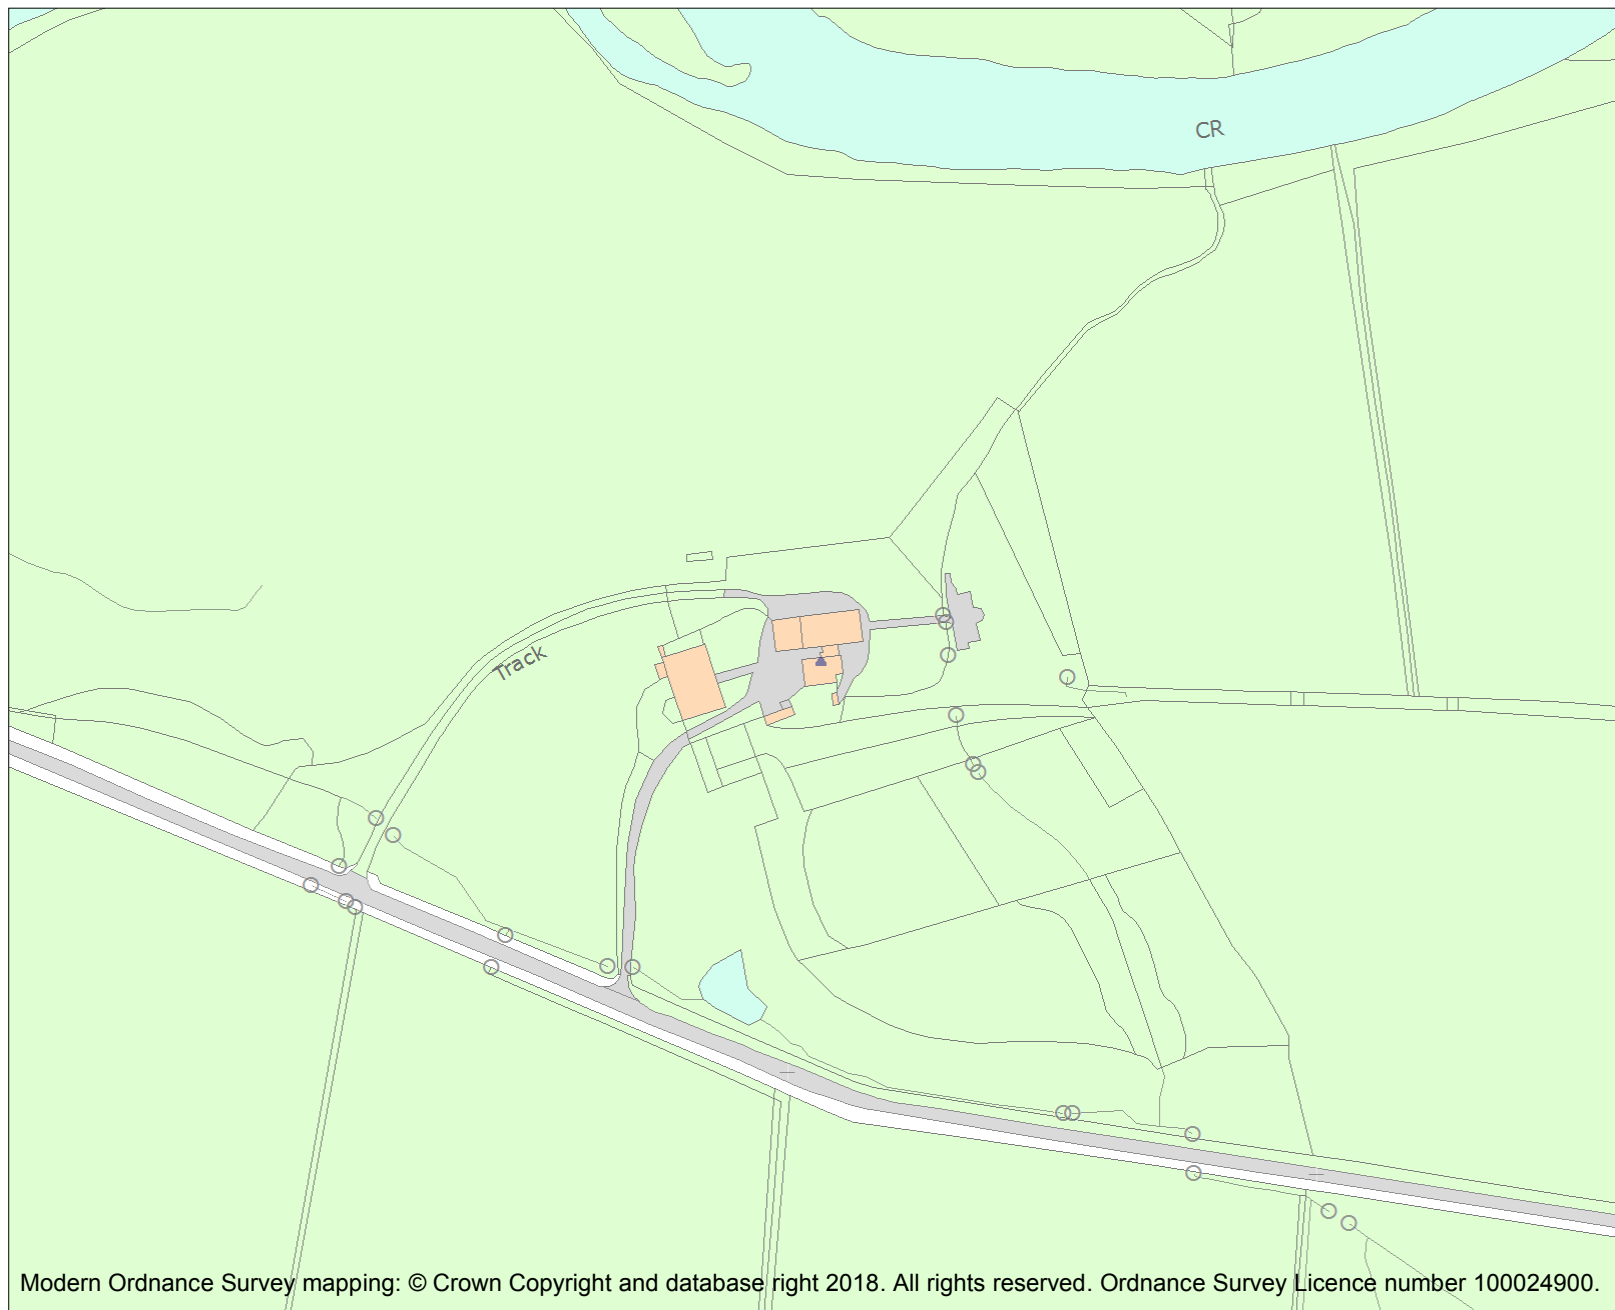 CR
Track
Modern Ordnance Survey mapping: © Crown Copyright and database right 2018. All rights reserved. Ordnance Survey Licence number 100024900.